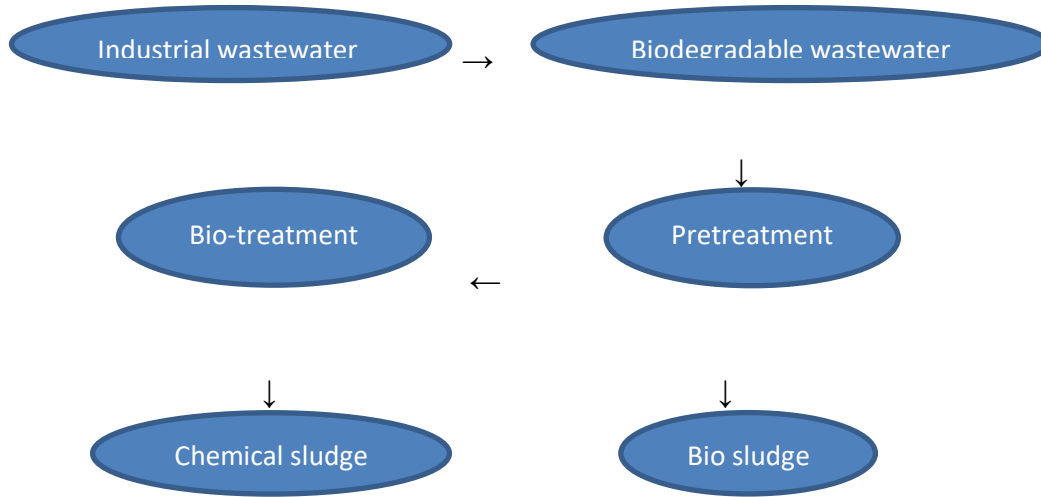 Industrial wastewater
→
Biodegradable wastewater
↓
Bio-treatment
Pretreatment
←
↓
↓
Chemical sludge
Bio sludge